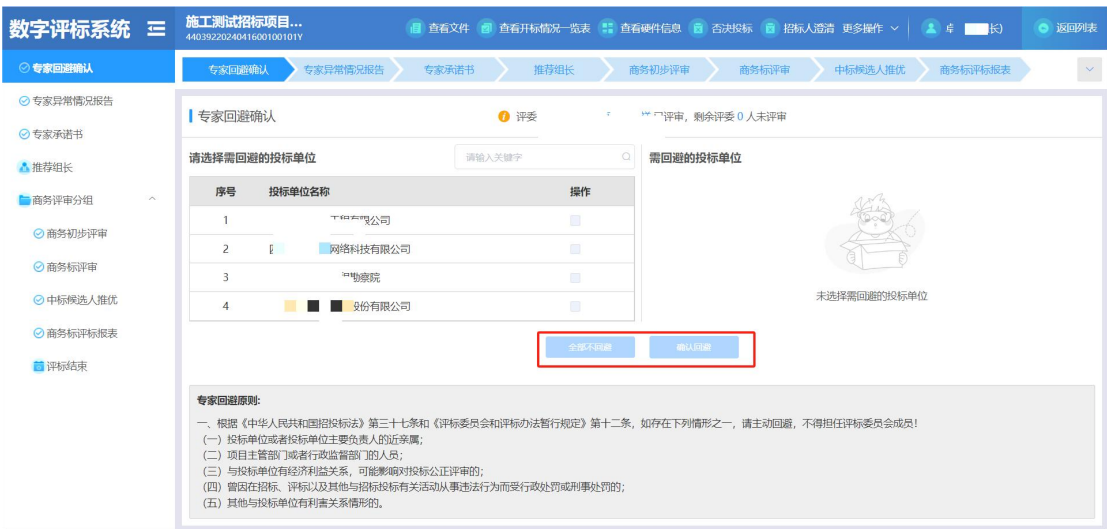 数字评标系统
施工测试招标项目...
44039220240416001001​01Y
查看文件 查看开标情况一览表 查看硬件信息 否决投标 招标人澄清 更多操作 卓 长) 返回列表
专家回避确认
专家异常情况报告
专家承诺书
推荐组长
商务评审分组
商务初步评审
商务标评审
中标候选人推优
商务标评标报表
评标结束
专家回避确认 专家异常情况报告 专家承诺书 推荐组长 商务初步评审 商务标评审 中标候选人推优 商务标评标报表
专家回避确认
评委 评审，剩余评委 0 人未评审
请选择需回避的投标单位
请输入关键字
需回避的投标单位
序号 投标单位名称 操作
1 限公司
2 网络科技有限公司
3 勘察院
4 股份有限公司
未选择需回避的投标单位
全部不回避 确认回避
专家回避原则:
一、根据《中华人民共和国招投标法》第三十七条和《评标委员会和评标办法暂行规定》第十二条，如存在下列情形之一，请主动回避，不得担任评标委员会成员！
(一) 投标单位或者投标单位主要负责人的近亲属;
(二) 项目主管部门或者行政监督部门的人员;
(三) 与投标单位有经济利益关系，可能影响对投标公正评审的;
(四) 曾因在招标、评标以及其他与招标投标有关活动从事违法行为而受行政处罚或刑事处罚的;
(五) 其他与投标单位有利害关系情形的。